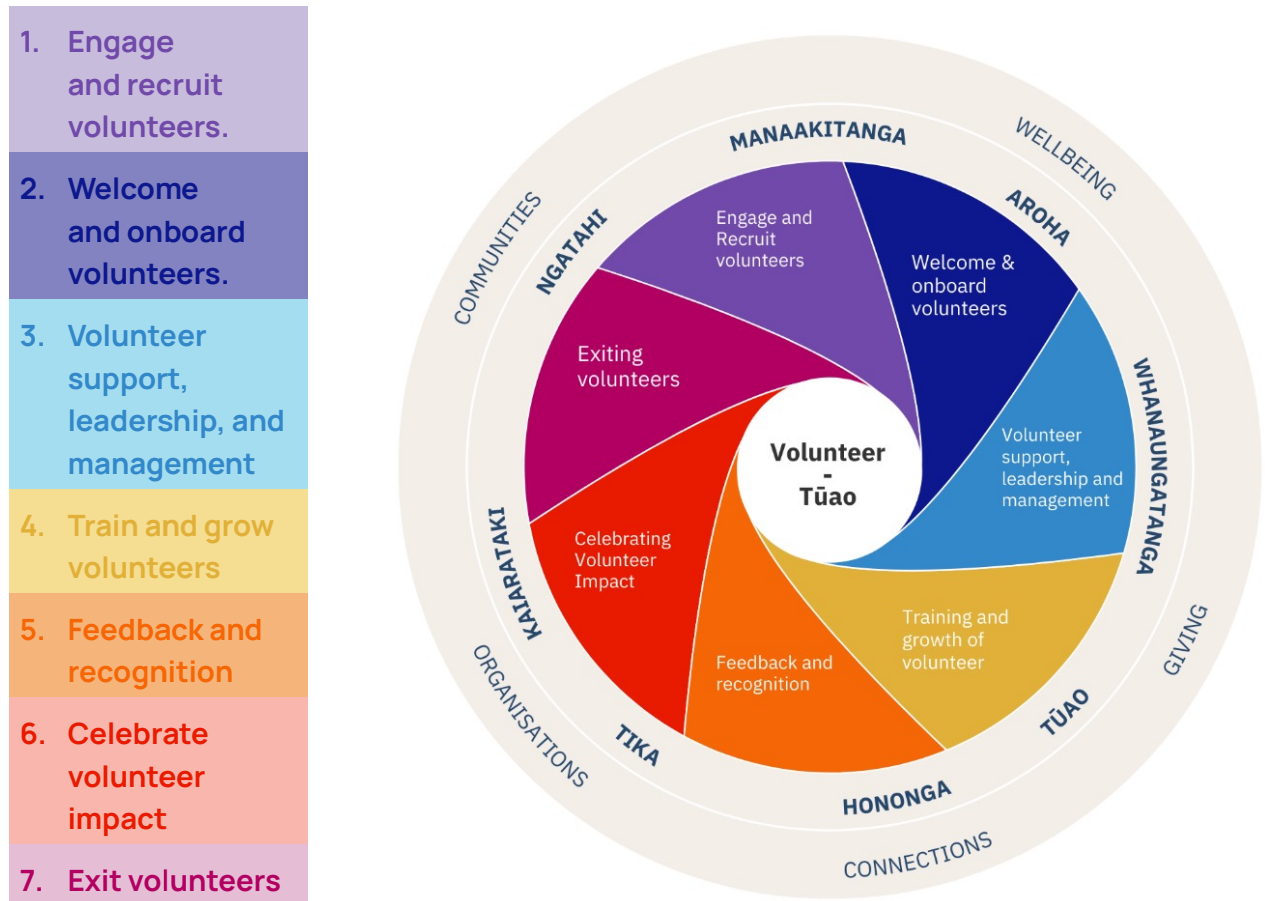 1. Engage
and recruit
volunteers.
2. Welcome
and onboard
volunteers.
3. Volunteer
support,
leadership, and
management
4. Train and grow
volunteers
5. Feedback and
recognition
6. Celebrate
volunteer
impact
7. Exit volunteers
WELLBEING
GIVING
CONNECTIONS
ORGANISATIONS
COMMUNITIES
MANAAKITANGA
AROHA
WHANAUNGATANGA
TŪAO
HONONGA
TIKA
KAIARATAKI
NGATAHI
Engage and
Recruit
volunteers
Welcome &
onboard
volunteers
Volunteer
support,
leadership and
management
Training and
growth of
volunteer
Feedback and
recognition
Celebrating
Volunteer
Impact
Exiting
volunteers
Volunteer
-
Tūao